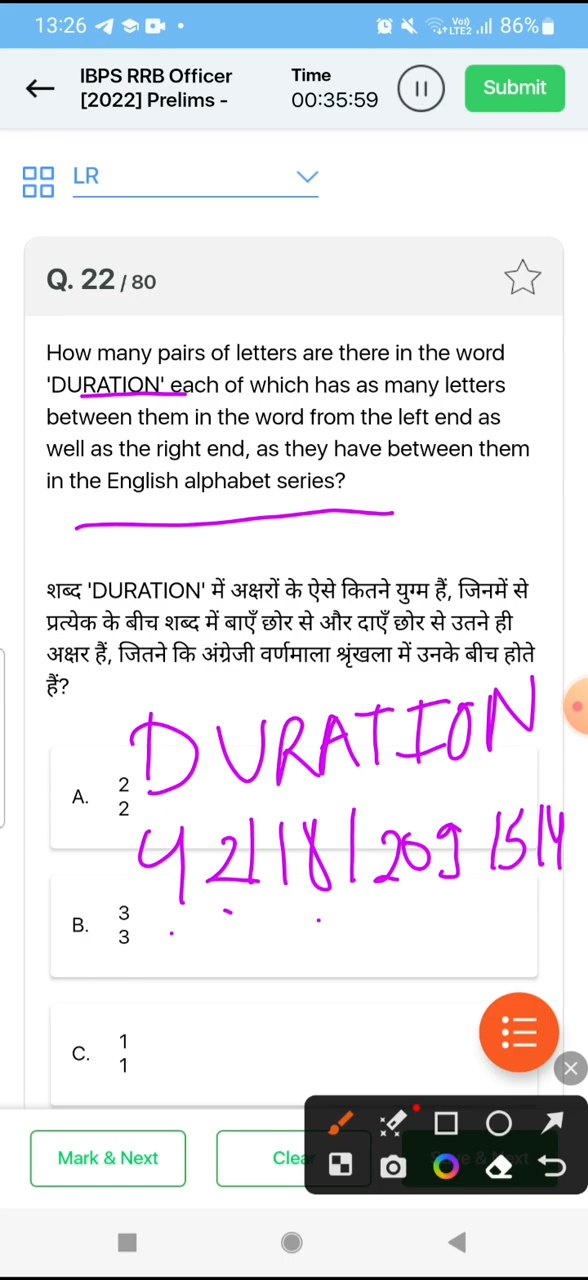 13:26 Vo)) LTE2 86%
IBPS RRB Officer Time
[2022] Prelims - 00:35:59 Submit
LR
Q. 22 / 80
How many pairs of letters are there in the word
'DURATION' each of which has as many letters
between them in the word from the left end as
well as the right end, as they have between them
in the English alphabet series?
शब्द 'DURATION' में अक्षरों के ऐसे कितने युग्म हैं, जिनमें से
प्रत्येक के बीच शब्द में बाएँ छोर से और दाएँ छोर से उतने ही
अक्षर हैं, जितने कि अंग्रेजी वर्णमाला श्रृंखला में उनके बीच होते
हैं?
DURATION
A. 2
2
4 21 18 1 20 9 15 14
B. 3
3
C. 1
1
Mark & Next Clea